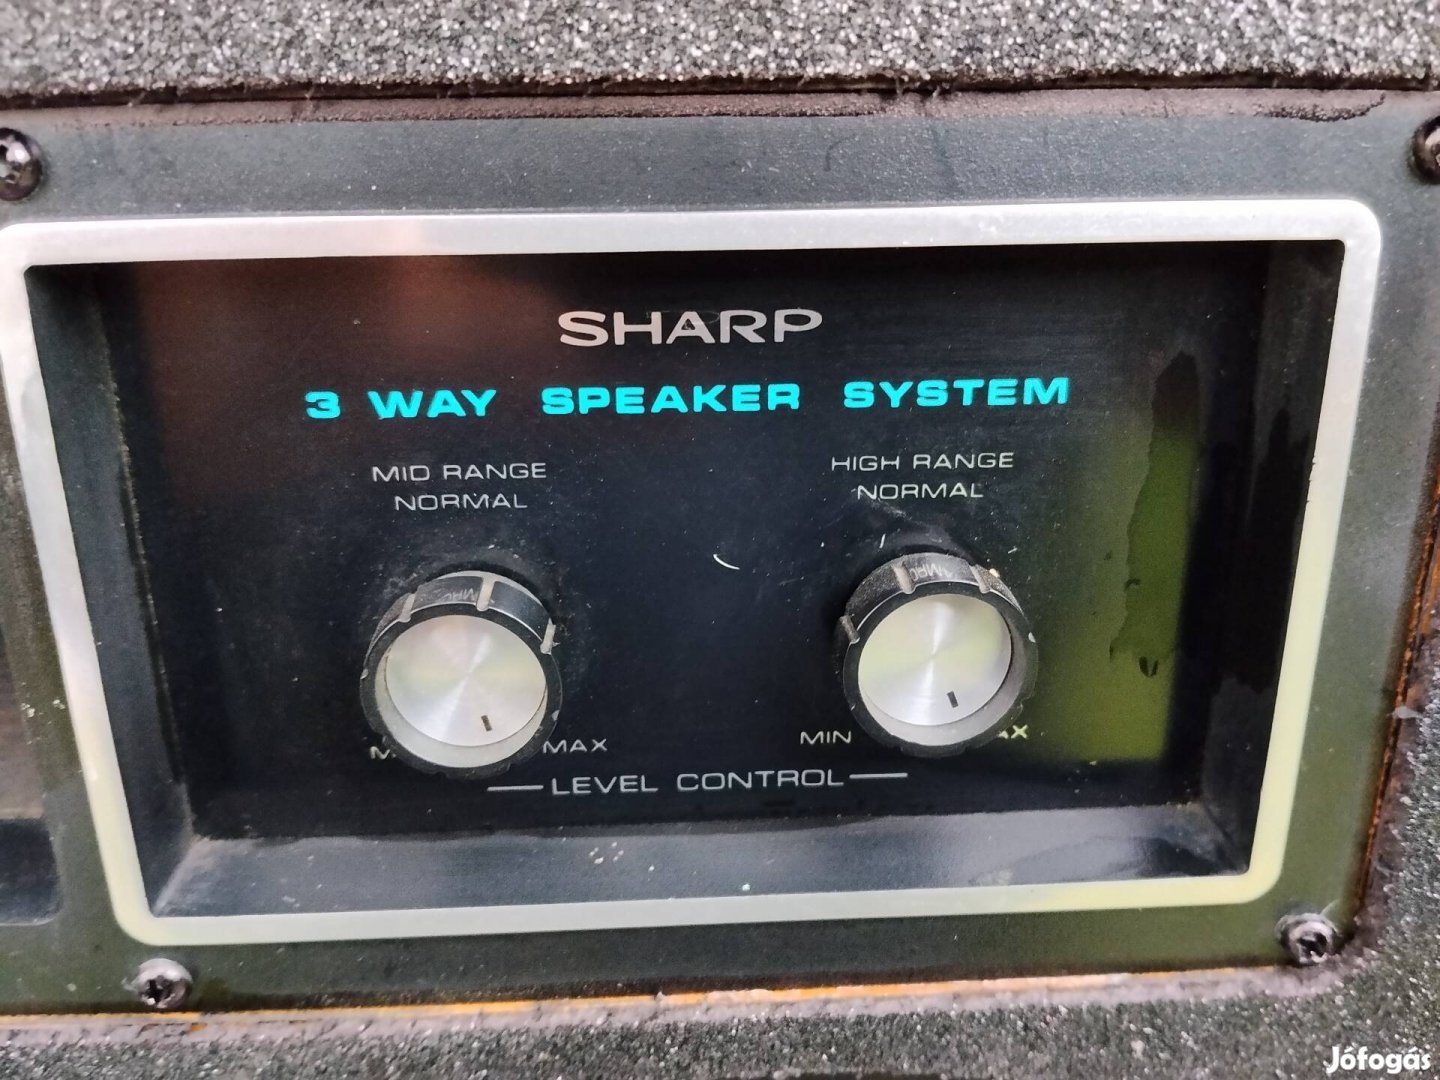 SHARP
3 WAY SPEAKER SYSTEM
MID RANGE HIGH RANGE
NORMAL NORMAL
MAX MIN
LEVEL CONTROL
Jófogás